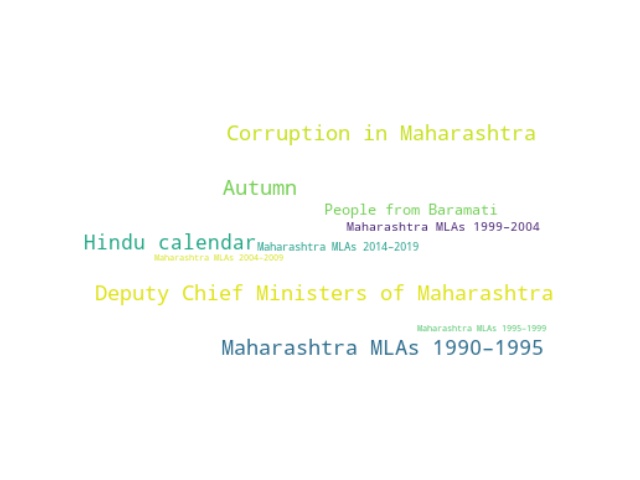 Corruption in Maharashtra
Autumn
People from Baramati
Maharashtra MLAs 1999–2004
Hindu calendar
Maharashtra MLAs 2014–2019
Maharashtra MLAs 2004–2009
Deputy Chief Ministers of Maharashtra
Maharashtra MLAs 1995–1999
Maharashtra MLAs 1990–1995